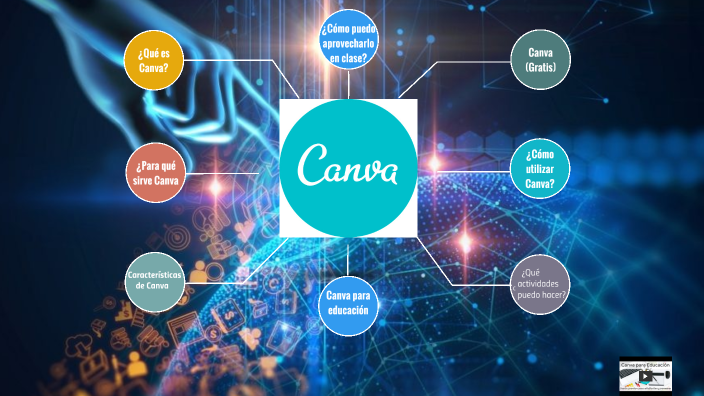 ¿Cómo puedo
aprovecharlo
en clase?
¿Qué es
Canva?
Canva
(Gratis)
Canva
¿Para qué
sirve Canva
¿Cómo
utilizar
Canva?
Características
de Canva
Canva para
educación
¿Qué
actividades
puedo hacer?
Canva para Educación